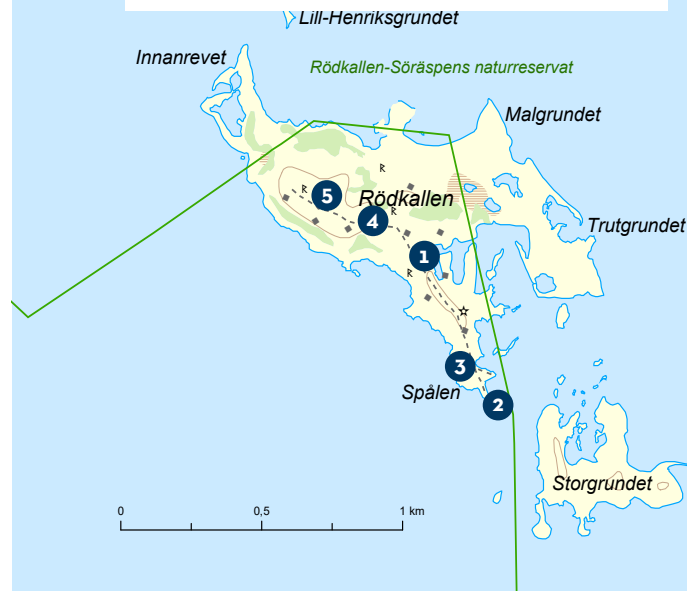 Lill-Henriksgrundet
Innanrevet
Rödkallen-Söräspens naturreservat
Malgrundet
R
R
5
Rödkallen
R
4
Trutgrundet
1
R
3
Spålen
2
Storgrundet
0
0,5
1 km